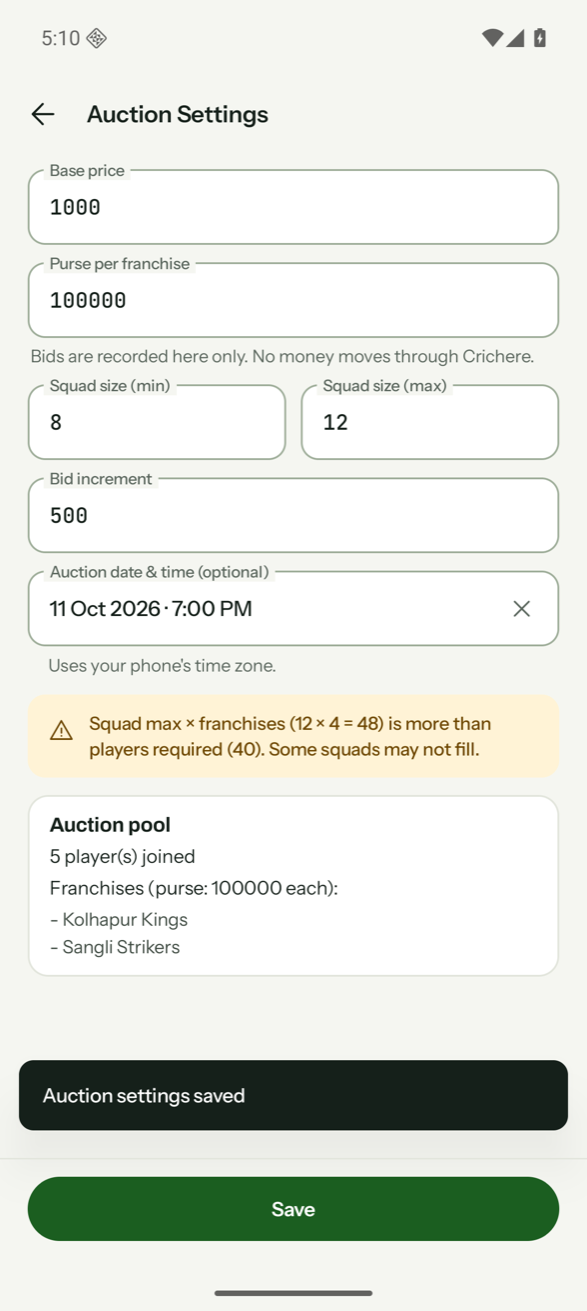 5:10
Auction Settings
Base price
1000
Purse per franchise
100000
Bids are recorded here only. No money moves through Crichere.
Squad size (min)
8
Squad size (max)
12
Bid increment
500
Auction date & time (optional)
11 Oct 2026 · 7:00 PM
Uses your phone's time zone.
Squad max × franchises (12 × 4 = 48) is more than
players required (40). Some squads may not fill.
Auction pool
5 player(s) joined
Franchises (purse: 100000 each):
- Kolhapur Kings
- Sangli Strikers
Auction settings saved
Save